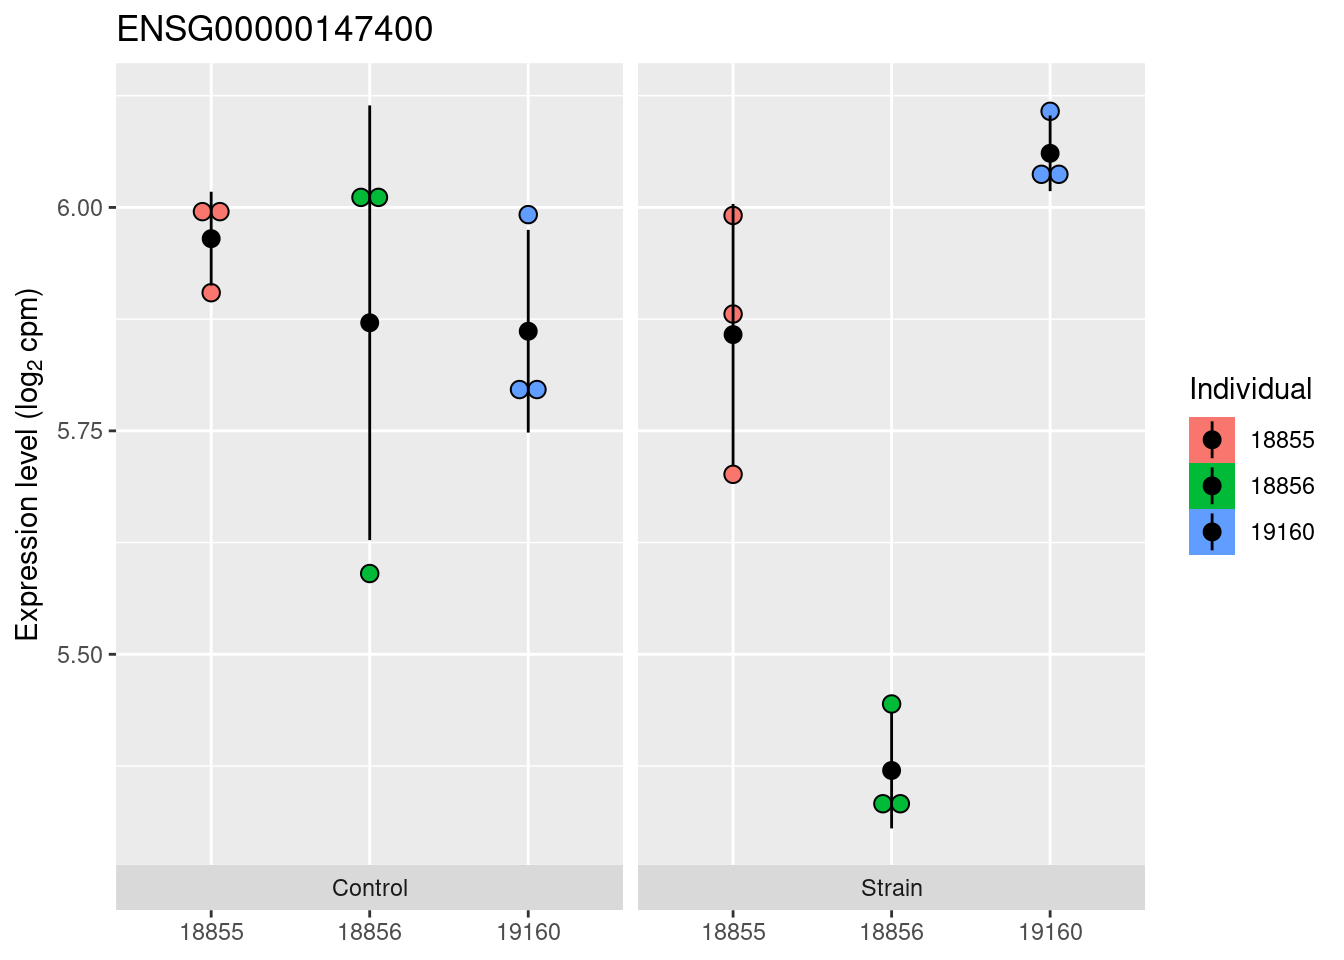 ENSG00000147400
Expression level (log2 cpm)
6.00
5.75
5.50
Control
Strain
18855
18856
19160
18855
18856
19160
Individual
18855
18856
19160